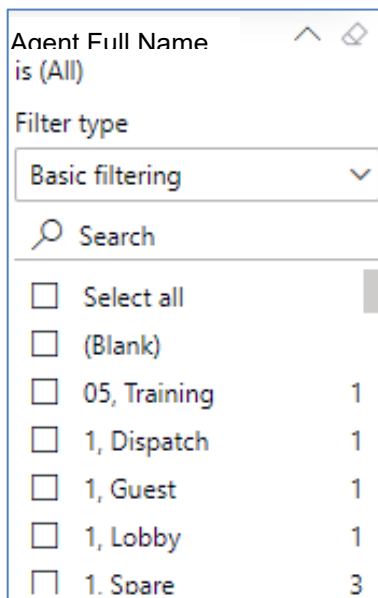 Agent Full Name
is (All)
Filter type
Basic filtering
Search
Select all
(Blank)
05, Training 1
1, Dispatch 1
1, Guest 1
1, Lobby 1
1, Spare 3